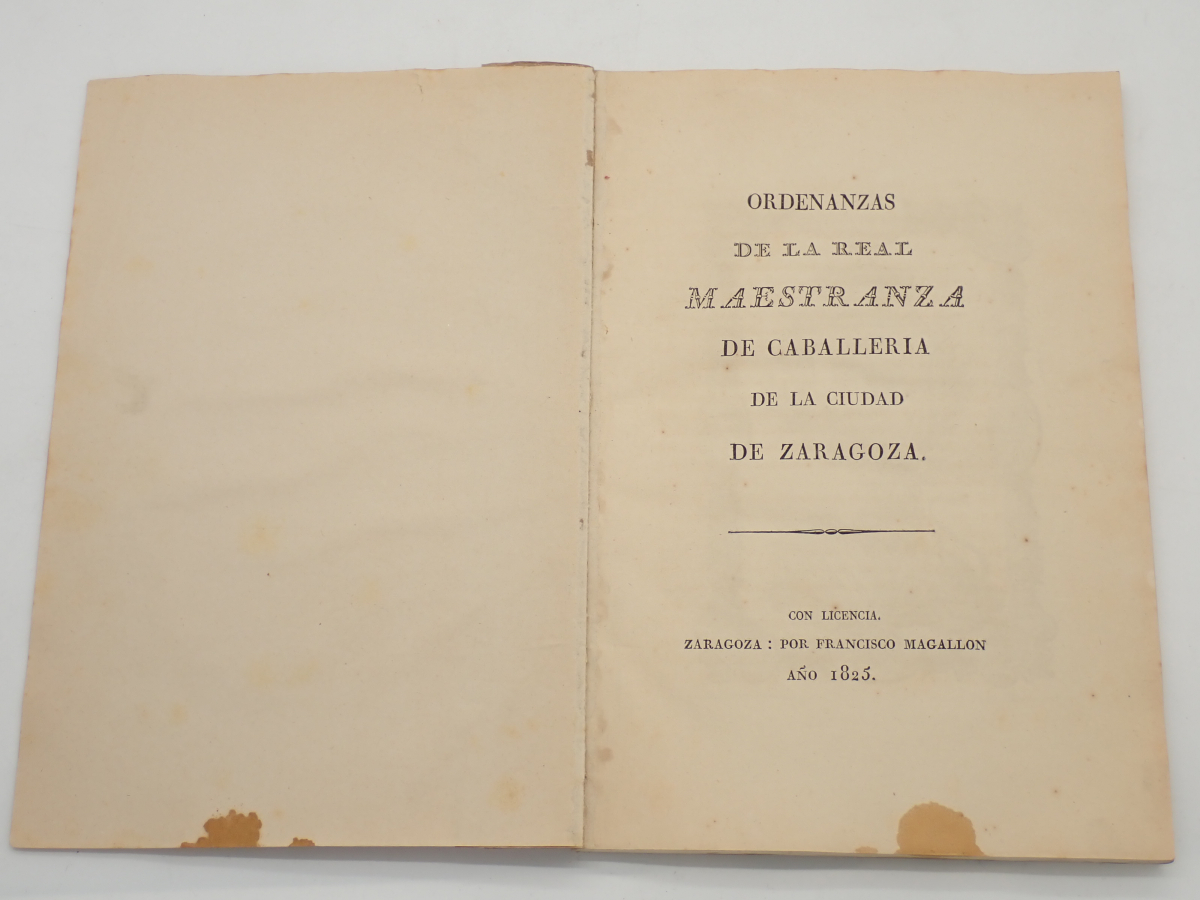 ORDENANZAS
DE LA REAL
MAESTRANZA
DE CABALLERIA
DE LA CIUDAD
DE ZARAGOZA.
CON LICENCIA.
ZARAGOZA : POR FRANCISCO MAGALLON
AÑO 1825.